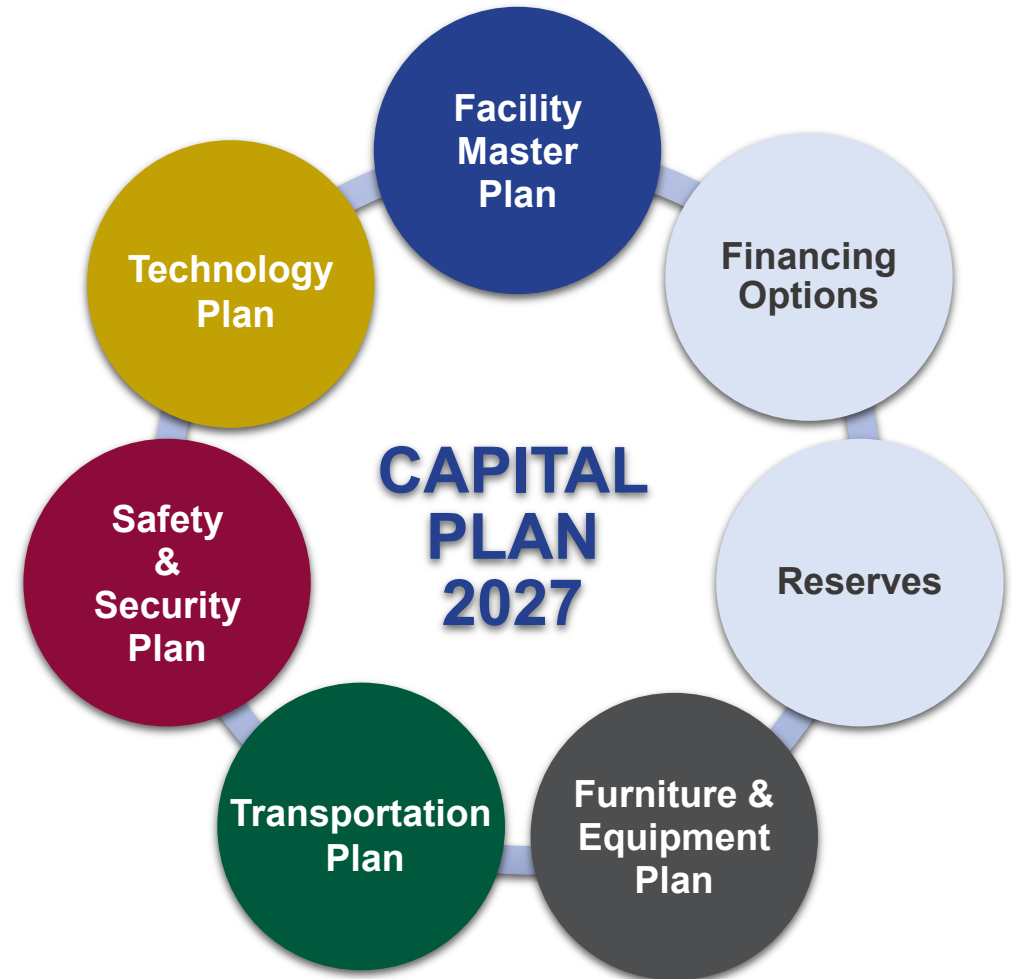 Facility
Master
Plan
Financing
Options
Reserves
Furniture &
Equipment
Plan
Transportation
Plan
Safety
&
Security
Plan
Technology
Plan
CAPITAL
PLAN
2027